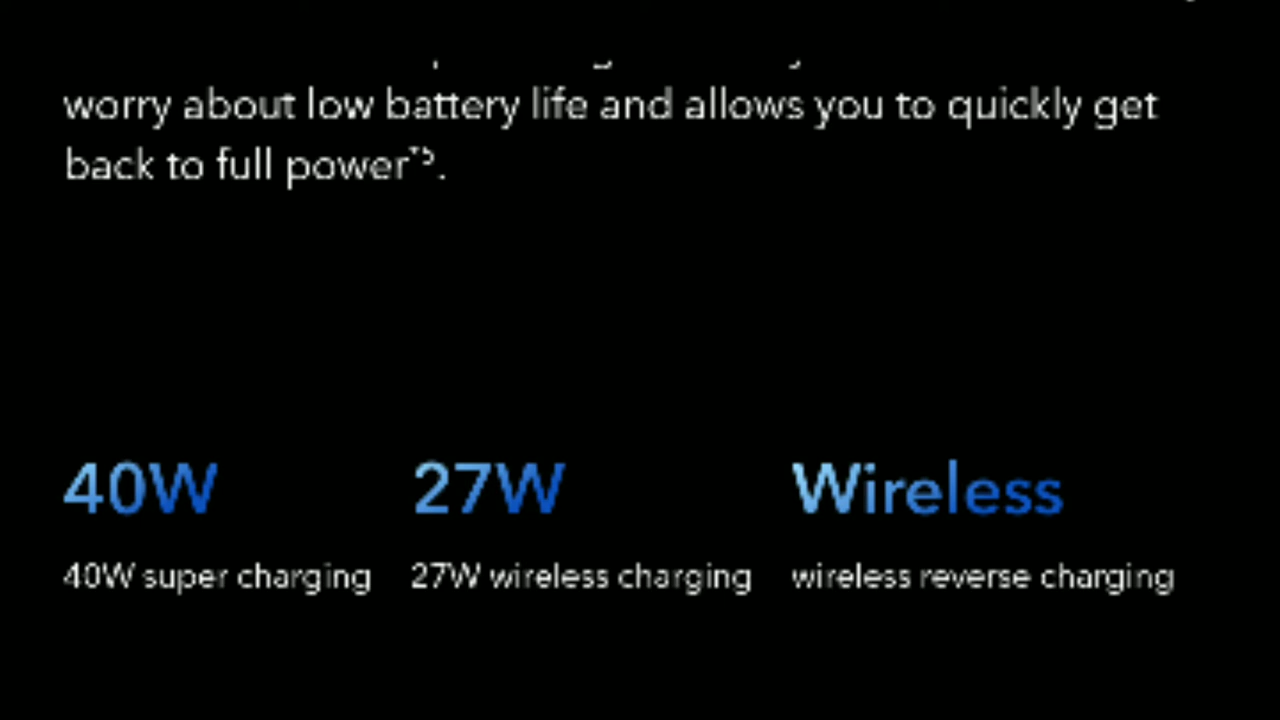 worry about low battery life and allows you to quickly get
back to full power*5.
40W 27W Wireless
40W super charging 27W wireless charging wireless reverse charging